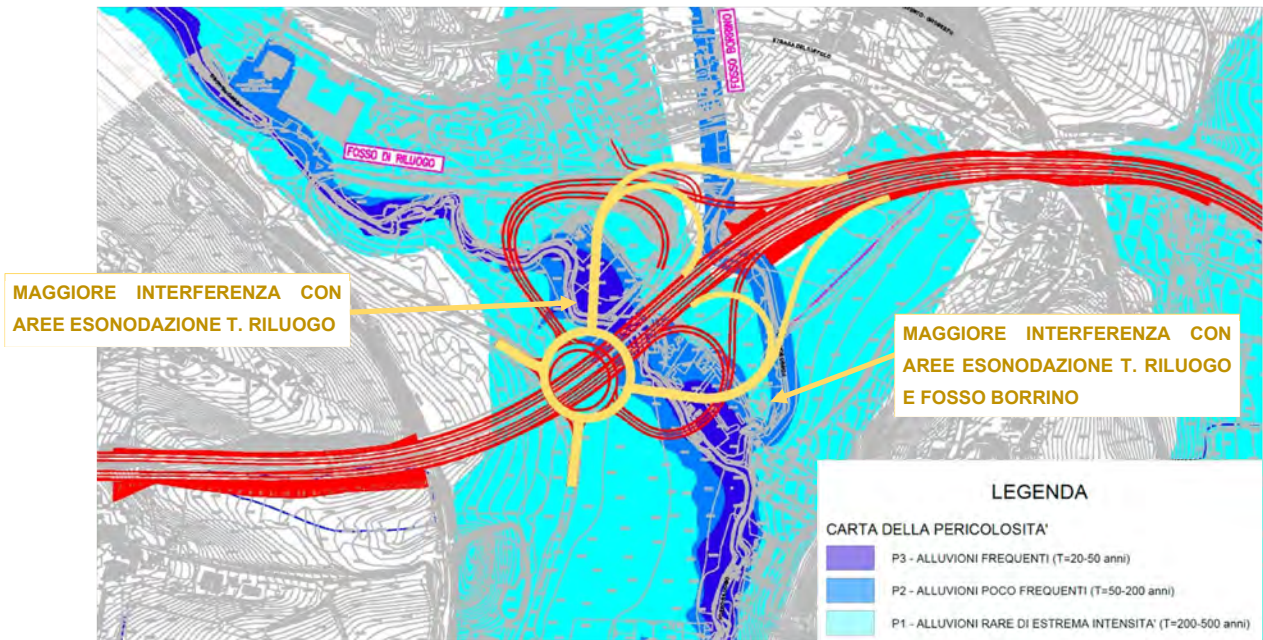 FOSSO BORRINO
STRADA DEL RUFFOLO
FOSSO DI RILUOGO
MAGGIORE INTERFERENZA CON
AREE ESONODAZIONE T. RILUOGO
MAGGIORE INTERFERENZA CON
AREE ESONODAZIONE T. RILUOGO
E FOSSO BORRINO
LEGENDA
CARTA DELLA PERICOLOSITA'
P3 - ALLUVIONI FREQUENTI (T=20-50 anni)
P2 - ALLUVIONI POCO FREQUENTI (T=50-200 anni)
P1 - ALLUVIONI RARE DI ESTREMA INTENSITA' (T=200-500 anni)